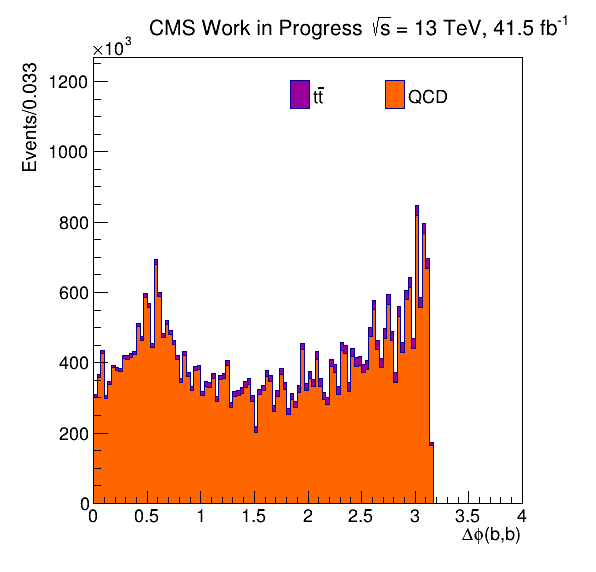 CMS Work in Progress √s = 13 TeV, 41.5 fb⁻¹
×10³
Events/0.033
tt̄
QCD
1200
1000
800
600
400
200
0
0 0.5 1 1.5 2 2.5 3 3.5 4
Δϕ(b,b)